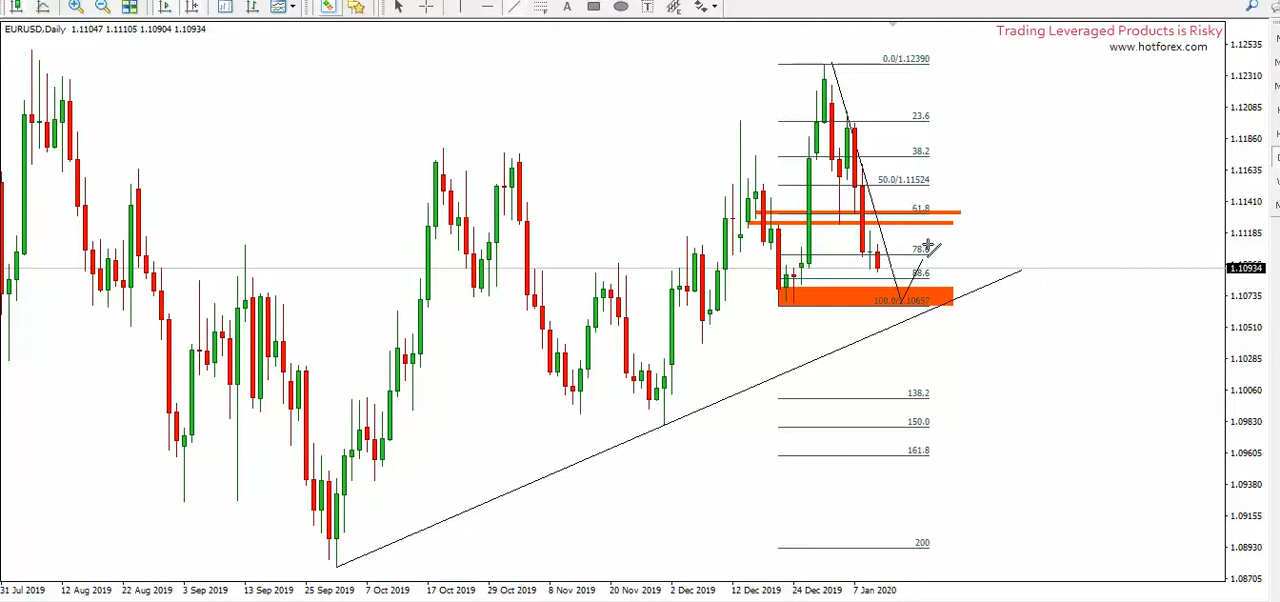 EURUSD,Daily 1.11047 1.11105 1.10904 1.10934
Trading Leveraged Products is Risky
www.hotforex.com
0.0/1.12390
23.6
38.2
50.0/1.11524
61.8
88.6
100.0/1.10657
138.2
150.0
161.8
200
1.12535
1.12310
1.12085
1.11860
1.11635
1.11410
1.11185
1.10934
1.10735
1.10510
1.10285
1.10060
1.09830
1.09605
1.09380
1.09155
1.08930
1.08705
31 Jul 2019
12 Aug 2019
22 Aug 2019
3 Sep 2019
13 Sep 2019
25 Sep 2019
7 Oct 2019
17 Oct 2019
29 Oct 2019
8 Nov 2019
20 Nov 2019
2 Dec 2019
12 Dec 2019
24 Dec 2019
7 Jan 2020